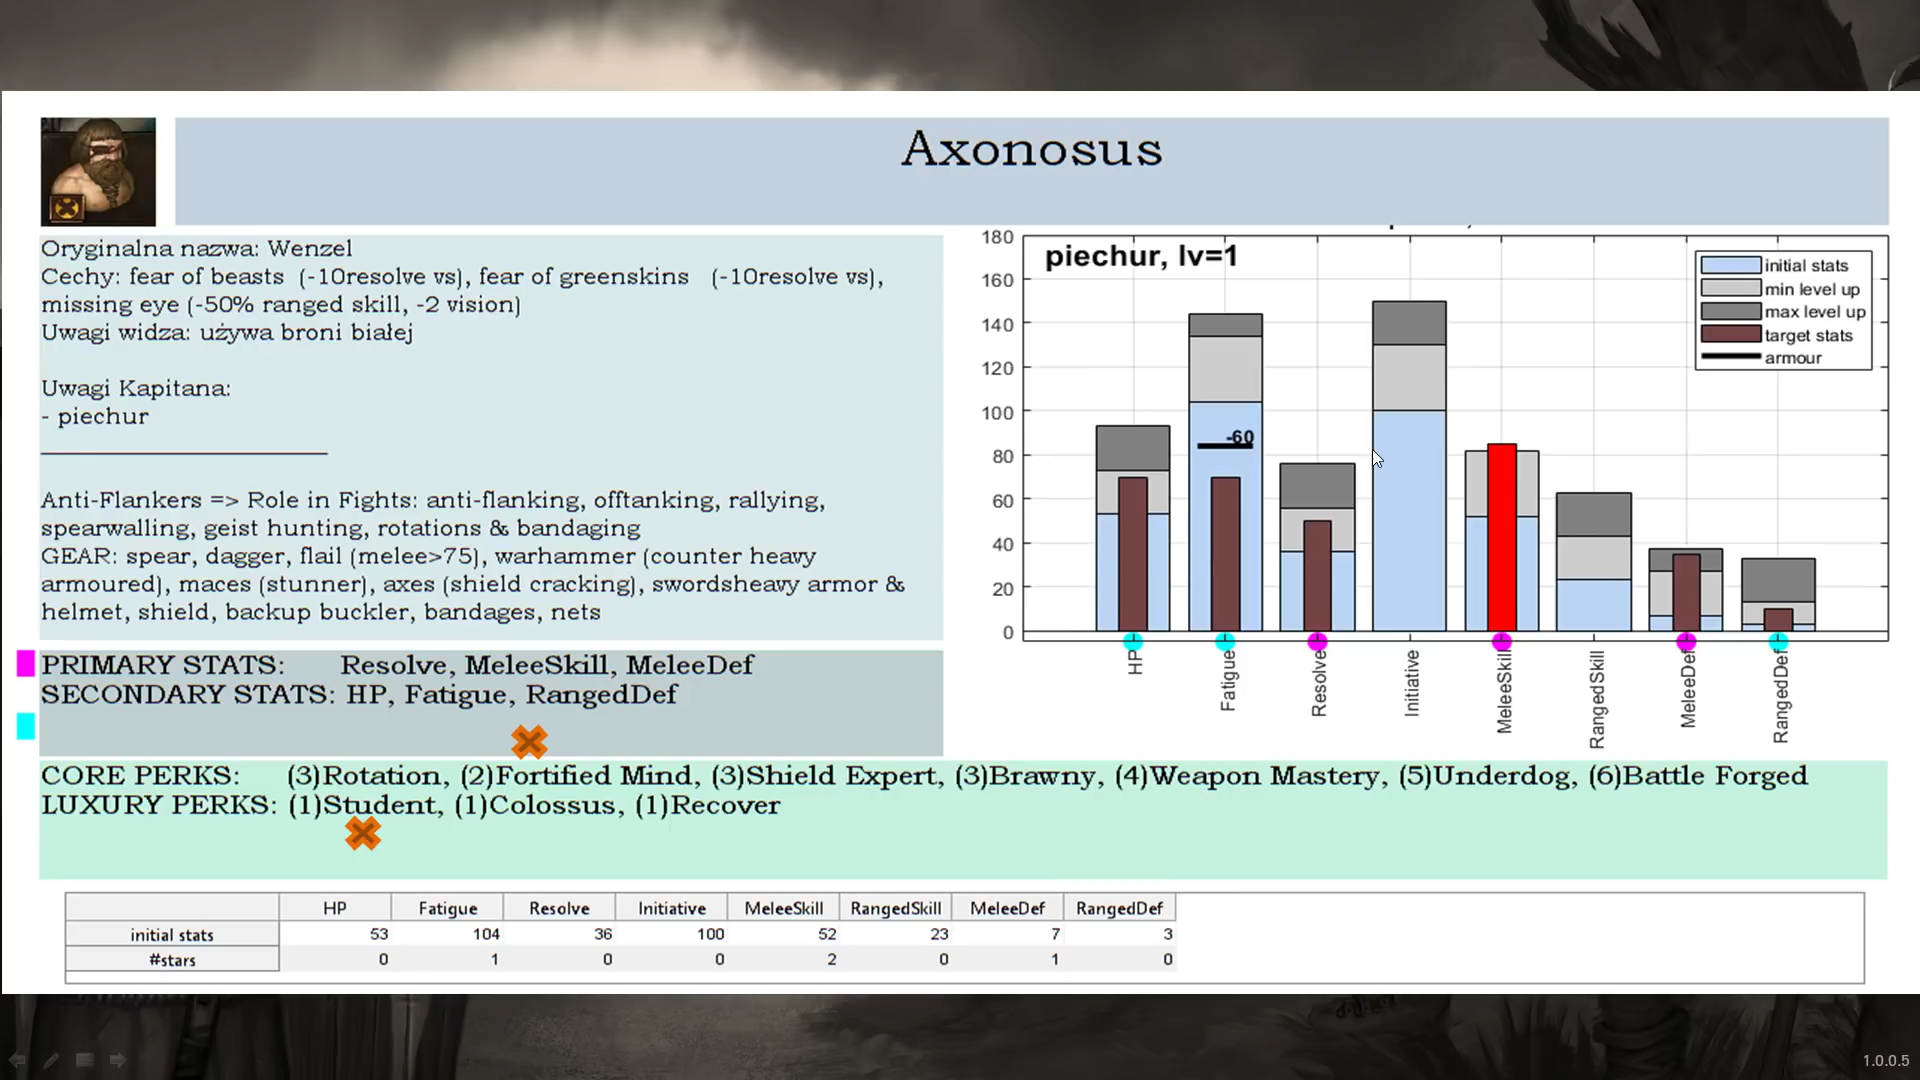 Axonosus
Oryginalna nazwa: Wenzel
Cechy: fear of beasts (-10resolve vs), fear of greenskins (-10resolve vs),
missing eye (-50% ranged skill, -2 vision)
Uwagi widza: używa broni białej
Uwagi Kapitana:
- piechur
Anti-Flankers => Role in Fights: anti-flanking, offtanking, rallying,
spearwalling, geist hunting, rotations & bandaging
GEAR: spear, dagger, flail (melee>75), warhammer (counter heavy
armoured), maces (stunner), axes (shield cracking), swordsheavy armor &
helmet, shield, backup buckler, bandages, nets
piechur, lv=1
initial stats
min level up
max level up
target stats
armour
180
160
140
120
100
80
60
40
20
0
-60
HP
Fatigue
Resolve
Initiative
MeleeSkill
RangedSkill
MeleeDef
RangedDef
PRIMARY STATS: Resolve, MeleeSkill, MeleeDef
SECONDARY STATS: HP, Fatigue, RangedDef
CORE PERKS: (3)Rotation, (2)Fortified Mind, (3)Shield Expert, (3)Brawny, (4)Weapon Mastery, (5)Underdog, (6)Battle Forged
LUXURY PERKS: (1)Student, (1)Colossus, (1)Recover
HP Fatigue Resolve Initiative MeleeSkill RangedSkill MeleeDef RangedDef
initial stats 53 104 36 100 52 23 7 3
#stars 0 1 0 0 2 0 1 0
1.0.0.5